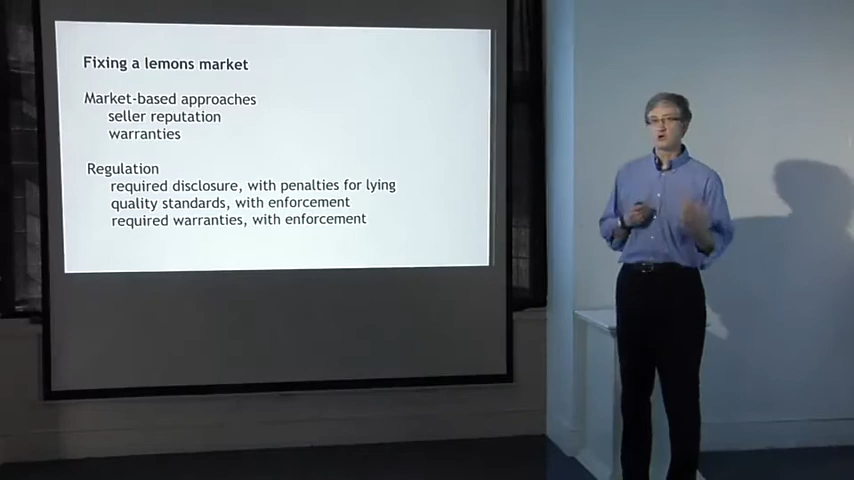 Fixing a lemons market
Market-based approaches
seller reputation
warranties
Regulation
required disclosure, with penalties for lying
quality standards, with enforcement
required warranties, with enforcement